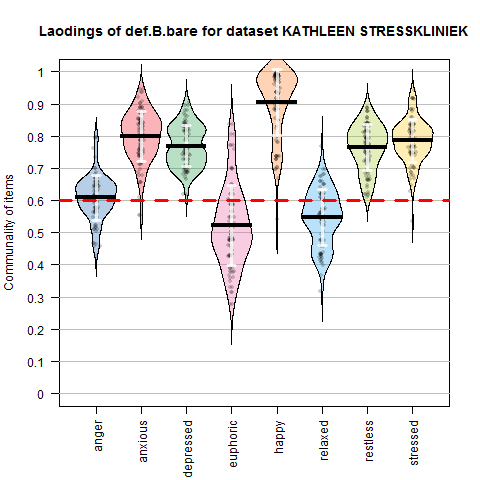 Laodings of def.B.bare for dataset KATHLEEN STRESSKLINIEK
Communality of items
1
0.9
0.8
0.7
0.6
0.5
0.4
0.3
0.2
0.1
0
anger
anxious
depressed
euphoric
happy
relaxed
restless
stressed